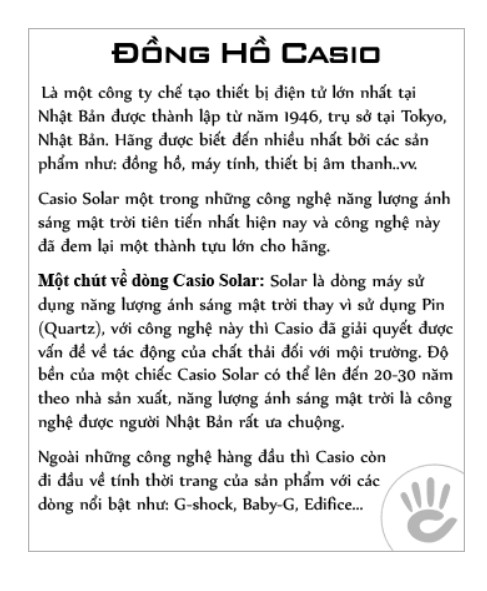 ĐỒNG HỒ CASIO
Là một công ty chế tạo thiết bị điện tử lớn nhất tại
Nhật Bản được thành lập từ năm 1946, trụ sở tại Tokyo,
Nhật Bản. Hãng được biết đến nhiều nhất bởi các sản
phẩm như: đồng hồ, máy tính, thiết bị âm thanh..vv.
Casio Solar một trong những công nghệ năng lượng ánh
sáng mặt trời tiên tiến nhất hiện nay và công nghệ này
đã đem lại một thành tựu lớn cho hãng.
Một chút về dòng Casio Solar: Solar là dòng máy sử
dụng năng lượng ánh sáng mặt trời thay vì sử dụng Pin
(Quartz), với công nghệ này thì Casio đã giải quyết được
vấn đề về tác động của chất thải đối với mội trường. Độ
bền của một chiếc Casio Solar có thể lên đến 20-30 năm
theo nhà sản xuất, năng lượng ánh sáng mặt trời là công
nghệ được người Nhật Bản rất ưa chuộng.
Ngoài những công nghệ hàng đầu thì Casio còn
đi đầu về tính thời trang của sản phẩm với các
dòng nổi bật như: G-shock, Baby-G, Edifice...